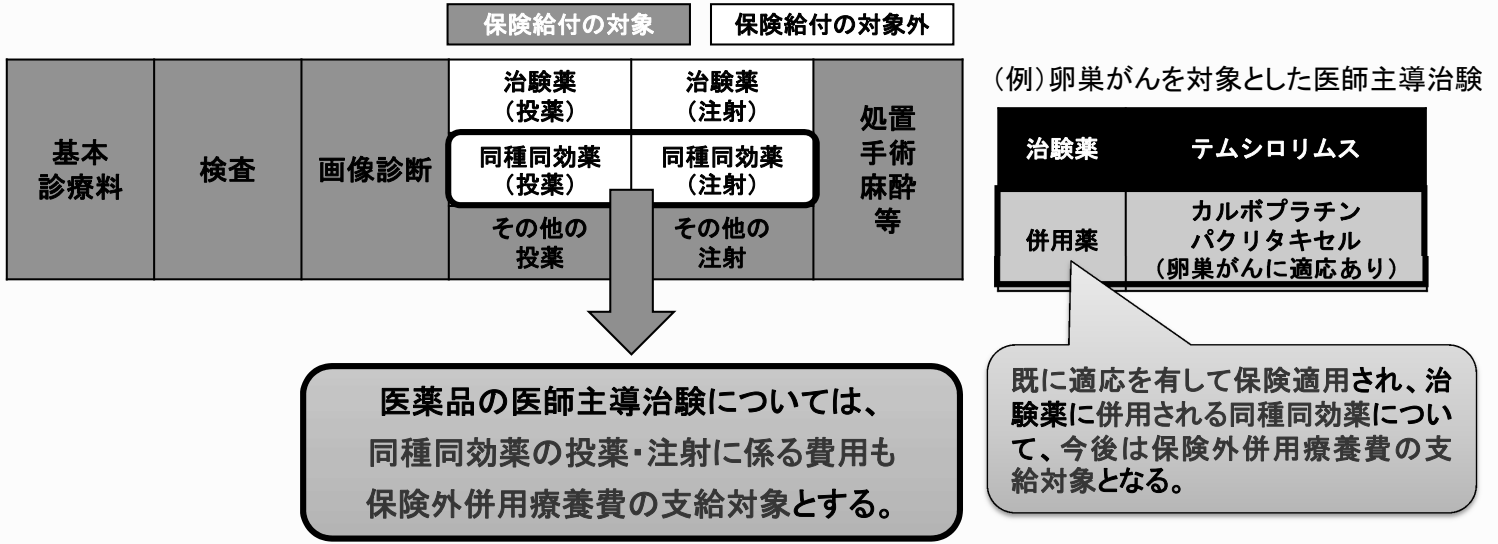 保険給付の対象
保険給付の対象外
基本
診療料
検査
画像診断
治験薬
（投薬）
治験薬
（注射）
同種同効薬
（投薬）
同種同効薬
（注射）
その他の
投薬
その他の
注射
処置
手術
麻酔
等
医薬品の医師主導治験については、
同種同効薬の投薬・注射に係る費用も
保険外併用療養費の支給対象とする。
（例）卵巣がんを対象とした医師主導治験
治験薬
テムシロリムス
併用薬
カルボプラチン
パクリタキセル
（卵巣がんに適応あり）
既に適応を有して保険適用され、治
験薬に併用される同種同効薬につい
て、今後は保険外併用療養費の支
給対象となる。